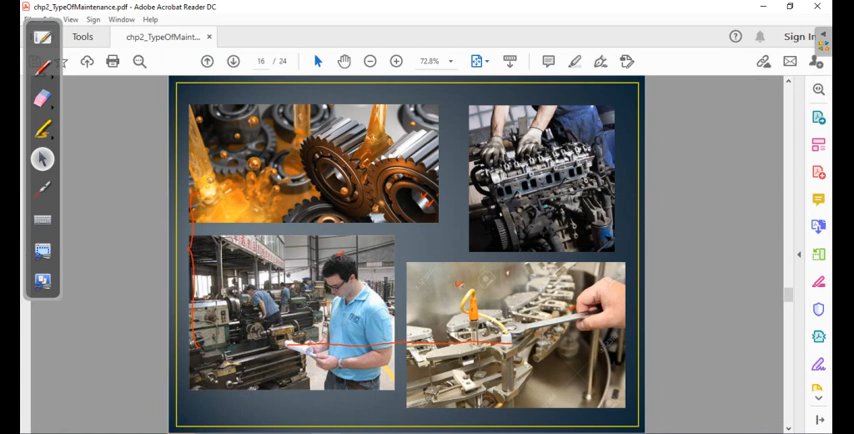 chp2_TypeOfMaintenance.pdf - Adobe Acrobat Reader DC
View Sign Window Help
Tools
chp2_TypeOfMaint... ×
Sign In
16 / 24
72.8%